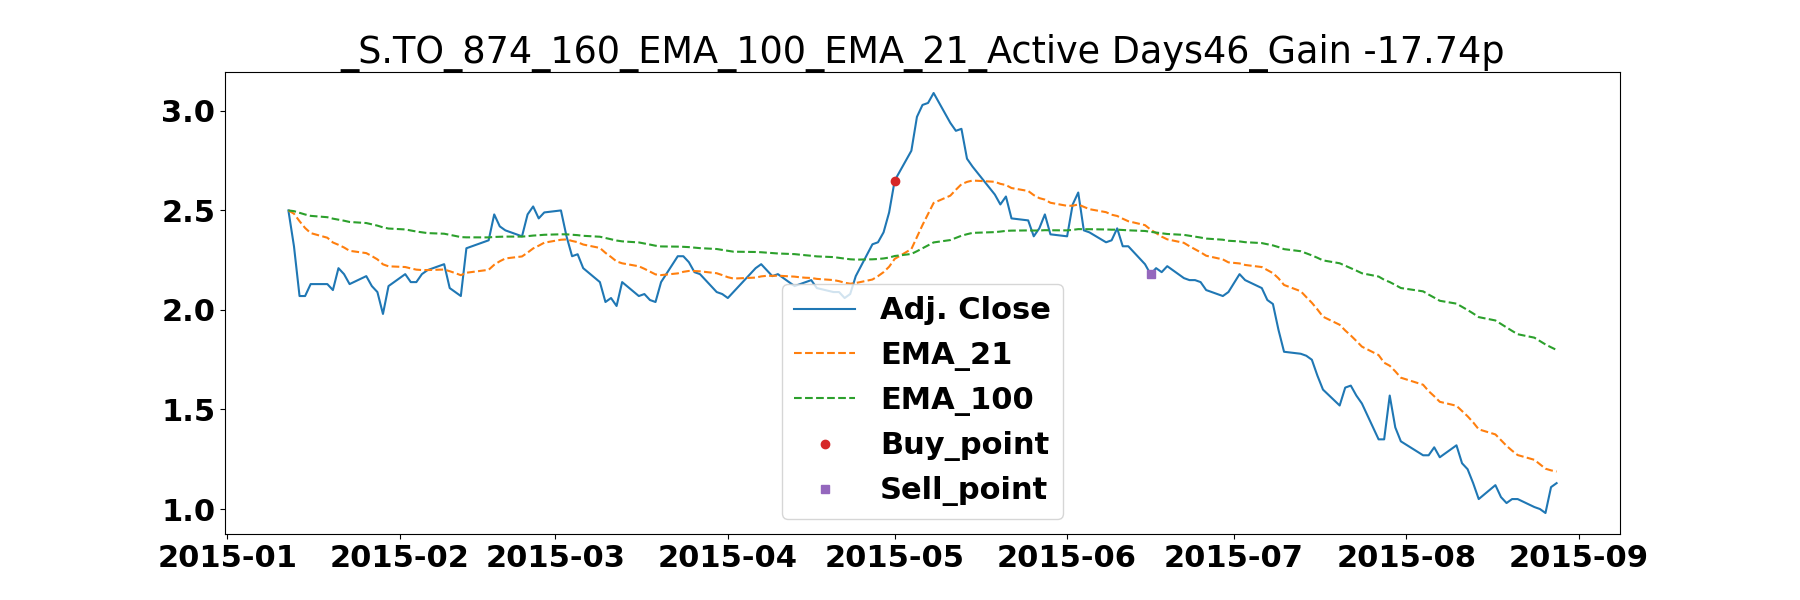 _S.TO_874_160_EMA_100_EMA_21_Active Days46_Gain -17.74p
3.0
2.5
2.0
1.5
1.0
Adj. Close
EMA_21
EMA_100
Buy_point
Sell_point
2015-01 2015-02 2015-03 2015-04 2015-05 2015-06 2015-07 2015-08 2015-09